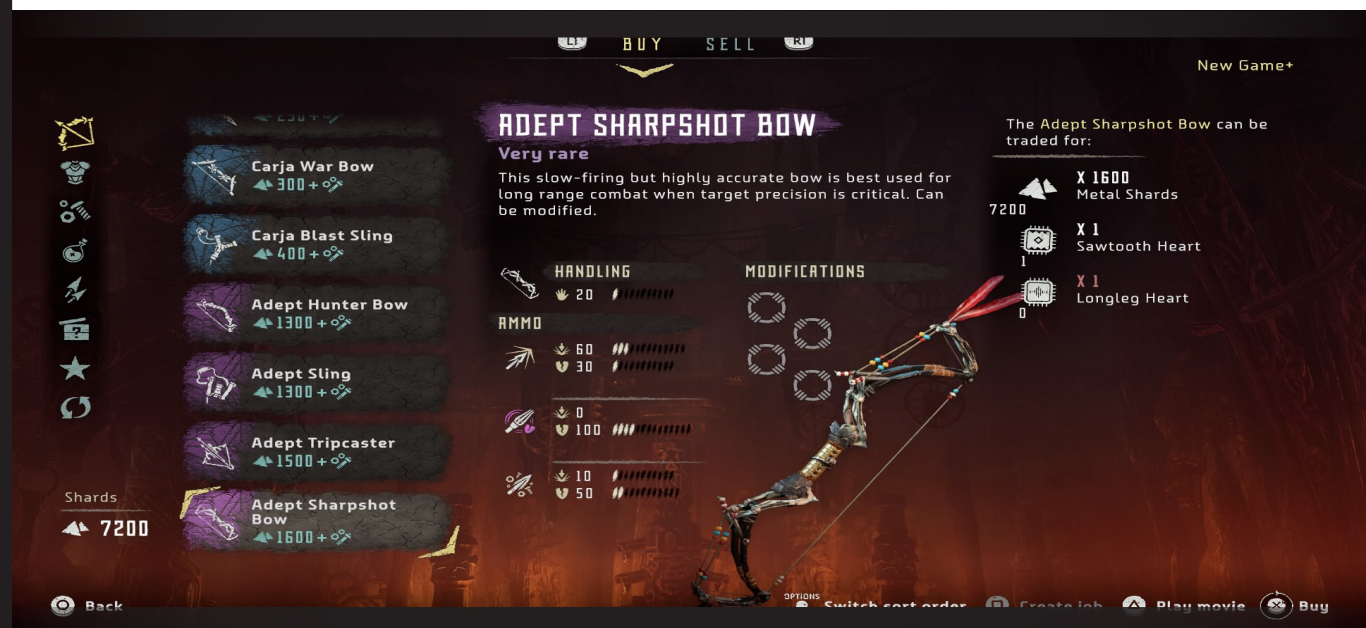 L1
BUY
SELL
R1
New Game+
250+
Carja War Bow
300+
Carja Blast Sling
400+
Adept Hunter Bow
1300+
Adept Sling
1300+
Adept Tripcaster
1500+
Adept Sharpshot
Bow
1600+
Shards
7200
ADEPT SHARPSHOT BOW
Very rare
This slow-firing but highly accurate bow is best used for
long range combat when target precision is critical. Can
be modified.
HANDLING
20
AMMO
60
30
0
100
10
50
MODIFICATIONS
The Adept Sharpshot Bow can be
traded for:
X 1600
Metal Shards
7200
X 1
Sawtooth Heart
1
X 1
Longleg Heart
0
Back
OPTIONS
Switch sort order
Create job
Play movie
Buy